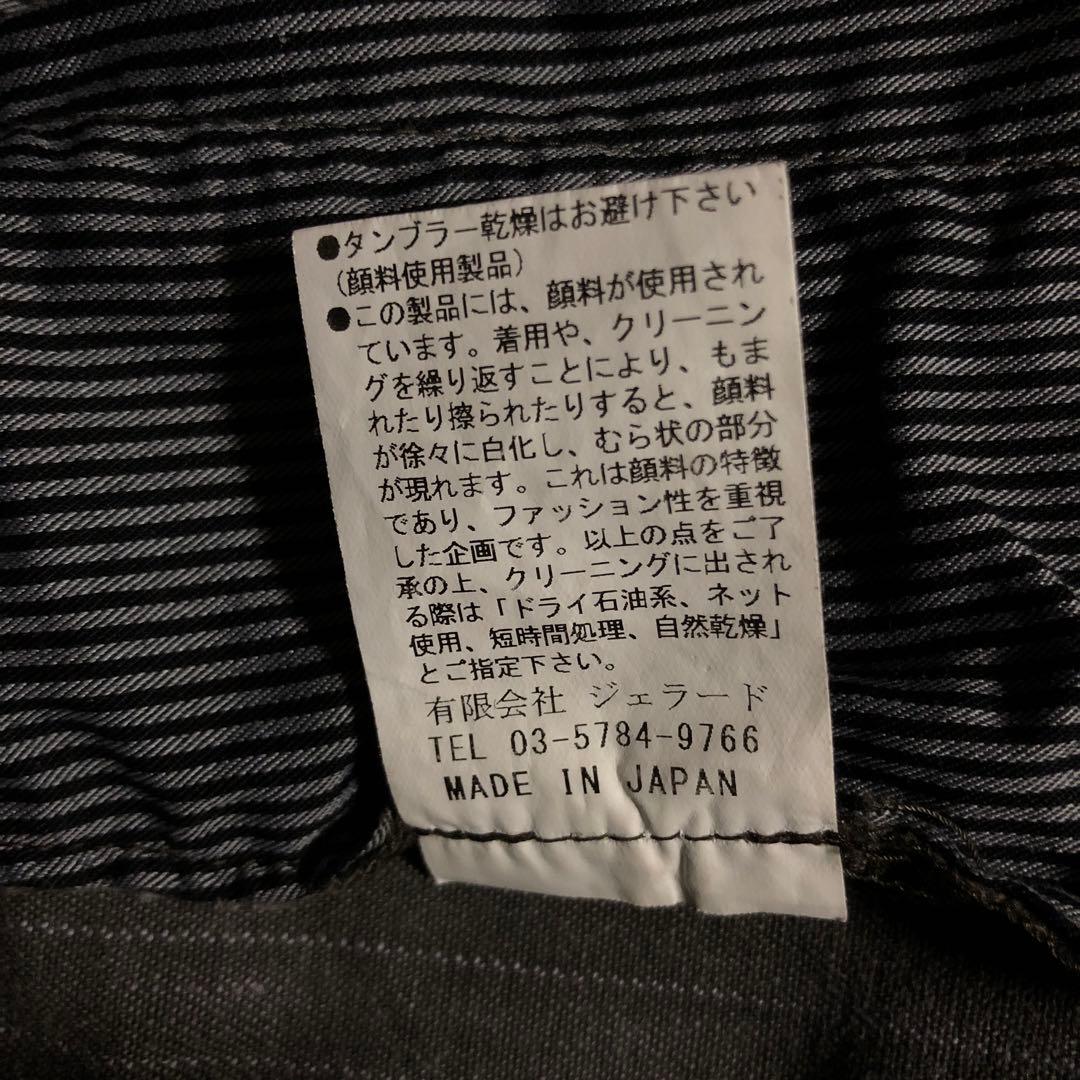 ●タンブラー乾燥はお避け下さい
(顔料使用製品)
●この製品には、顔料が使用され
ています。着用や、クリーニン
グを繰り返すことにより、もま
れたり擦られたりすると、顔料
が徐々に白化し、むら状の部分
が現れます。これは顔料の特徴
であり、ファッション性を重視
した企画です。以上の点をご了
承の上、クリーニングに出され
る際は「ドライ石油系、ネット
使用、短時間処理、自然乾燥」
とご指定下さい。
有限会社 ジェラード
TEL 03-5784-9766
MADE IN JAPAN